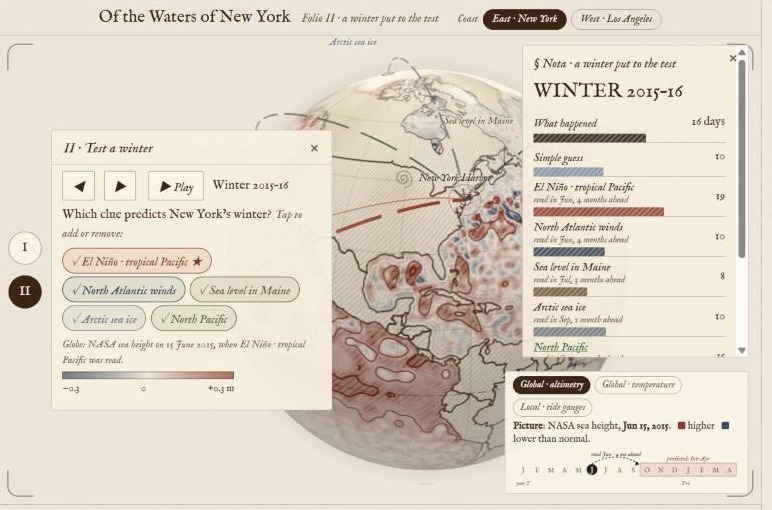 Of the Waters of New York
Folio II · a winter put to the test
Coast
East · New York
West · Los Angeles
Arctic sea ice
Sea level in Maine
New York Harbor
II · Test a winter
×
Play
Winter 2015-16
Which clue predicts New York's winter? Tap to
add or remove:
✓ El Niño · tropical Pacific ★
✓ North Atlantic winds
✓ Sea level in Maine
✓ Arctic sea ice
✓ North Pacific
Globe: NASA sea height on 15 June 2015, when El Niño · tropical
Pacific was read.
−0.3
0
+0.3 m
I
II
§ Nota · a winter put to the test
×
WINTER 2015-16
What happened
16 days
Simple guess
10
El Niño · tropical Pacific
19
read in Jun, 4 months ahead
North Atlantic winds
10
read in Jun, 4 months ahead
Sea level in Maine
8
read in Jul, 3 months ahead
Arctic sea ice
10
read in Sep, 1 month ahead
North Pacific
Global · altimetry
Global · temperature
Local · tide gauges
Picture: NASA sea height, Jun 15, 2015. higher
lower than normal.
read Jun · 4 mo ahead
predicted: Oct-Apr
J F M A M J J A S O N D J F M A